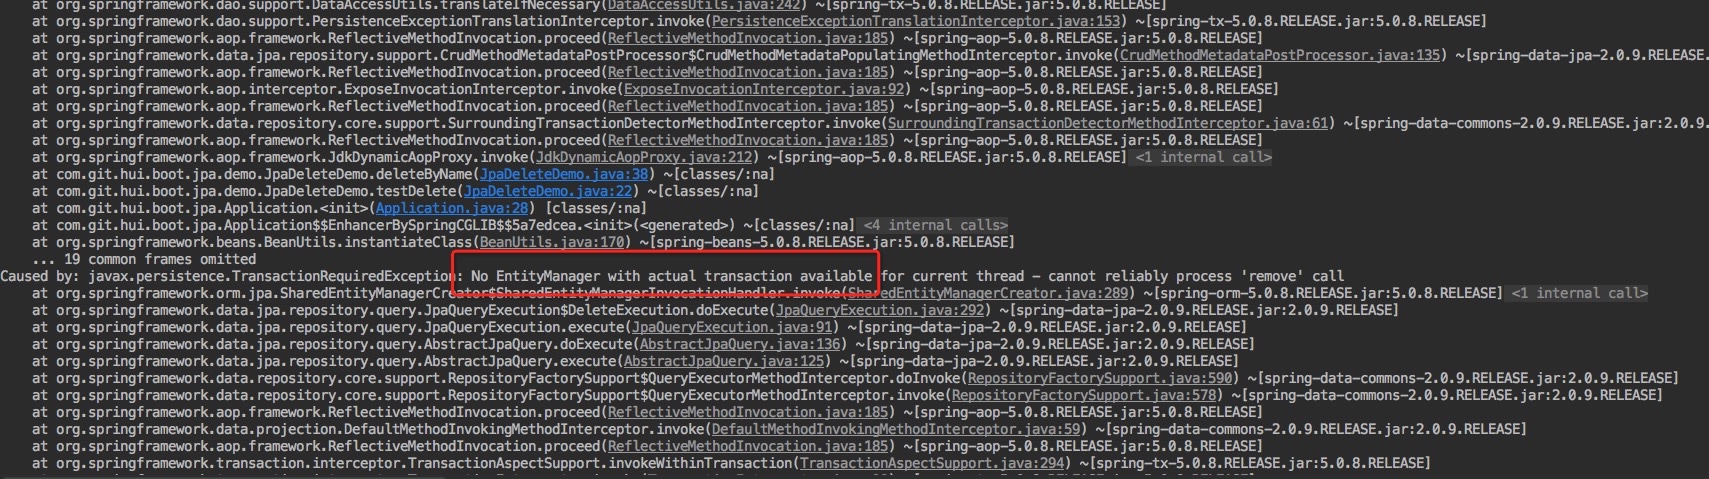 at org.springframework.dao.support.DataAccessUtils.translateIfNecessary(DataAccessUtils.java:242) ~[spring-tx-5.0.8.RELEASE.jar:5.0.8.RELEASE]
at org.springframework.dao.support.PersistenceExceptionTranslationInterceptor.invoke(PersistenceExceptionTranslationInterceptor.java:153) ~[spring-tx-5.0.8.RELEASE.jar:5.0.8.RELEASE]
at org.springframework.aop.framework.ReflectiveMethodInvocation.proceed(ReflectiveMethodInvocation.java:185) ~[spring-aop-5.0.8.RELEASE.jar:5.0.8.RELEASE]
at org.springframework.data.jpa.repository.support.CrudMethodMetadataPostProcessor$CrudMethodMetadataPopulatingMethodInterceptor.invoke(CrudMethodMetadataPostProcessor.java:135) ~[spring-data-jpa-2.0.9.RELEASE.
at org.springframework.aop.framework.ReflectiveMethodInvocation.proceed(ReflectiveMethodInvocation.java:185) ~[spring-aop-5.0.8.RELEASE.jar:5.0.8.RELEASE]
at org.springframework.aop.interceptor.ExposeInvocationInterceptor.invoke(ExposeInvocationInterceptor.java:92) ~[spring-aop-5.0.8.RELEASE.jar:5.0.8.RELEASE]
at org.springframework.aop.framework.ReflectiveMethodInvocation.proceed(ReflectiveMethodInvocation.java:185) ~[spring-aop-5.0.8.RELEASE.jar:5.0.8.RELEASE]
at org.springframework.data.repository.core.support.SurroundingTransactionDetectorMethodInterceptor.invoke(SurroundingTransactionDetectorMethodInterceptor.java:61) ~[spring-data-commons-2.0.9.RELEASE.jar:2.0.9.
at org.springframework.aop.framework.ReflectiveMethodInvocation.proceed(ReflectiveMethodInvocation.java:185) ~[spring-aop-5.0.8.RELEASE.jar:5.0.8.RELEASE]
at org.springframework.aop.framework.JdkDynamicAopProxy.invoke(JdkDynamicAopProxy.java:212) ~[spring-aop-5.0.8.RELEASE.jar:5.0.8.RELEASE] <1 internal call>
at com.git.hui.boot.jpa.demo.JpaDeleteDemo.deleteByName(JpaDeleteDemo.java:38) ~[classes/:na]
at com.git.hui.boot.jpa.demo.JpaDeleteDemo.testDelete(JpaDeleteDemo.java:22) ~[classes/:na]
at com.git.hui.boot.jpa.Application.<init>(Application.java:28) [classes/:na]
at com.git.hui.boot.jpa.Application$$EnhancerBySpringCGLIB$$5a7edcea.<init>(<generated>) ~[classes/:na] <4 internal calls>
at org.springframework.beans.BeanUtils.instantiateClass(BeanUtils.java:170) ~[spring-beans-5.0.8.RELEASE.jar:5.0.8.RELEASE]
... 19 common frames omitted
Caused by: javax.persistence.TransactionRequiredException: No EntityManager with actual transaction available for current thread - cannot reliably process 'remove' call
at org.springframework.orm.jpa.SharedEntityManagerCreator$SharedEntityManagerInvocationHandler.invoke(SharedEntityManagerCreator.java:289) ~[spring-orm-5.0.8.RELEASE.jar:5.0.8.RELEASE] <1 internal call>
at org.springframework.data.jpa.repository.query.JpaQueryExecution$DeleteExecution.doExecute(JpaQueryExecution.java:292) ~[spring-data-jpa-2.0.9.RELEASE.jar:2.0.9.RELEASE]
at org.springframework.data.jpa.repository.query.JpaQueryExecution.execute(JpaQueryExecution.java:91) ~[spring-data-jpa-2.0.9.RELEASE.jar:2.0.9.RELEASE]
at org.springframework.data.jpa.repository.query.AbstractJpaQuery.doExecute(AbstractJpaQuery.java:136) ~[spring-data-jpa-2.0.9.RELEASE.jar:2.0.9.RELEASE]
at org.springframework.data.jpa.repository.query.AbstractJpaQuery.execute(AbstractJpaQuery.java:125) ~[spring-data-jpa-2.0.9.RELEASE.jar:2.0.9.RELEASE]
at org.springframework.data.repository.core.support.RepositoryFactorySupport$QueryExecutorMethodInterceptor.doInvoke(RepositoryFactorySupport.java:590) ~[spring-data-commons-2.0.9.RELEASE.jar:2.0.9.RELEASE]
at org.springframework.data.repository.core.support.RepositoryFactorySupport$QueryExecutorMethodInterceptor.invoke(RepositoryFactorySupport.java:578) ~[spring-data-commons-2.0.9.RELEASE.jar:2.0.9.RELEASE]
at org.springframework.aop.framework.ReflectiveMethodInvocation.proceed(ReflectiveMethodInvocation.java:185) ~[spring-aop-5.0.8.RELEASE.jar:5.0.8.RELEASE]
at org.springframework.data.projection.DefaultMethodInvokingMethodInterceptor.invoke(DefaultMethodInvokingMethodInterceptor.java:59) ~[spring-data-commons-2.0.9.RELEASE.jar:2.0.9.RELEASE]
at org.springframework.aop.framework.ReflectiveMethodInvocation.proceed(ReflectiveMethodInvocation.java:185) ~[spring-aop-5.0.8.RELEASE.jar:5.0.8.RELEASE]
at org.springframework.transaction.interceptor.TransactionAspectSupport.invokeWithinTransaction(TransactionAspectSupport.java:294) ~[spring-tx-5.0.8.RELEASE.jar:5.0.8.RELEASE]